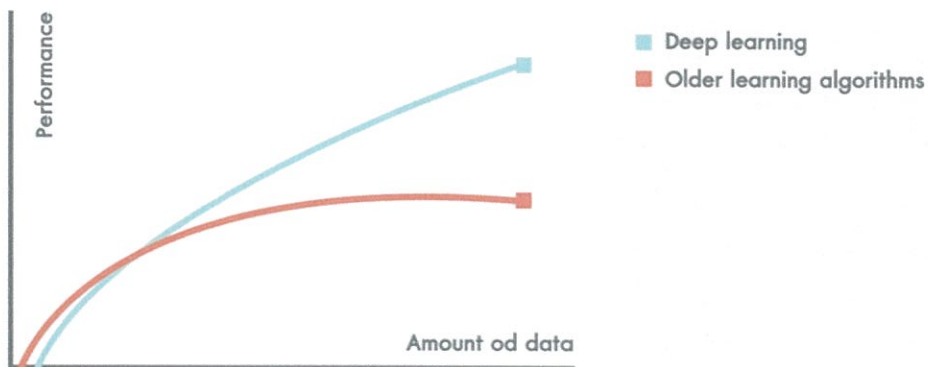 Performance
Deep learning
Older learning algorithms
Amount od data